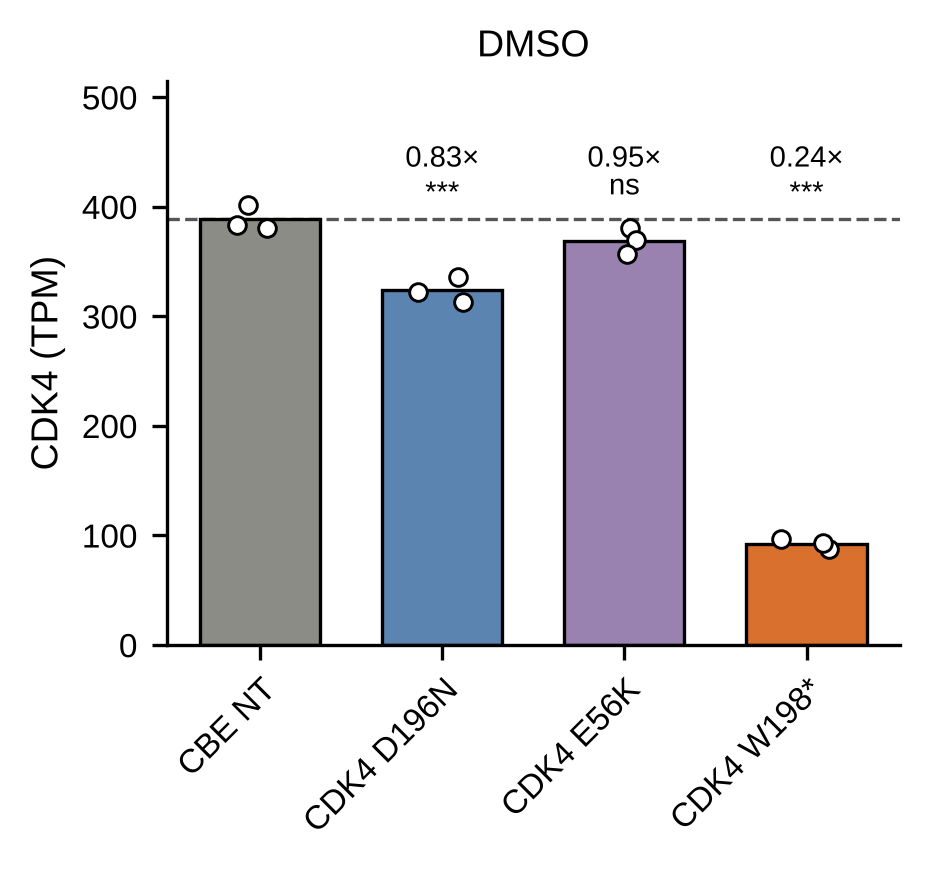 DMSO
CDK4 (TPM)
500
400
300
200
100
0
0.83×
***
0.95×
ns
0.24×
***
CBE NT
CDK4 D196N
CDK4 E56K
CDK4 W198*